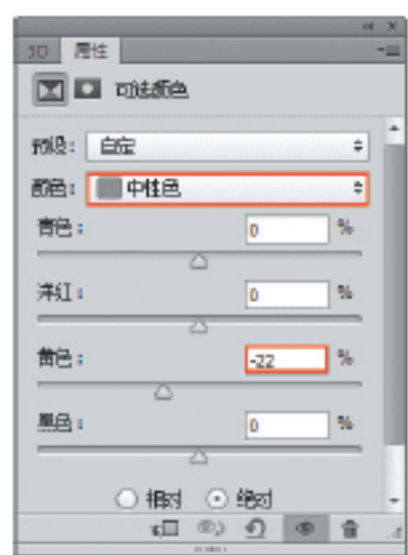 3D 属性
可选颜色
预设： 自定
颜色： 中性色
青色： 0 %
洋红： 0 %
黄色： -22 %
黑色： 0 %
相对 绝对